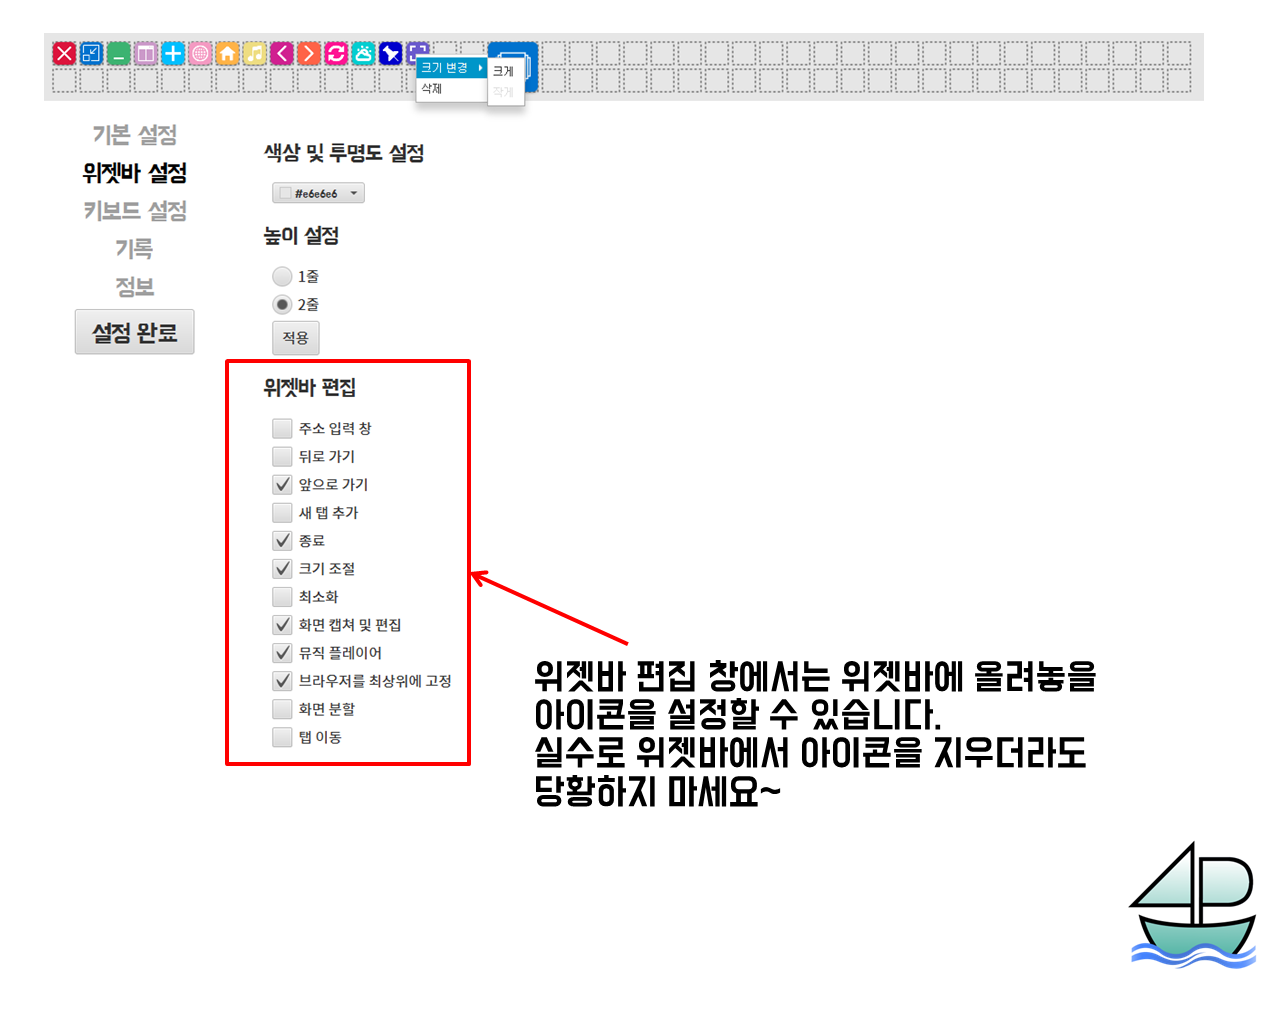 크기 변경
삭제
크게
작게
기본 설정
위젯바 설정
키보드 설정
기록
정보
설정 완료
색상 및 투명도 설정
#e6e6e6
높이 설정
1줄
2줄
적용
위젯바 편집
주소 입력 창
뒤로 가기
앞으로 가기
새 탭 추가
종료
크기 조절
최소화
화면 캡쳐 및 편집
뮤직 플레이어
브라우저를 최상위에 고정
화면 분할
탭 이동
위젯바 편집 창에서는 위젯바에 올려놓을
아이콘을 설정할 수 있습니다.
실수로 위젯바에서 아이콘을 지우더라도
당황하지 마세요~